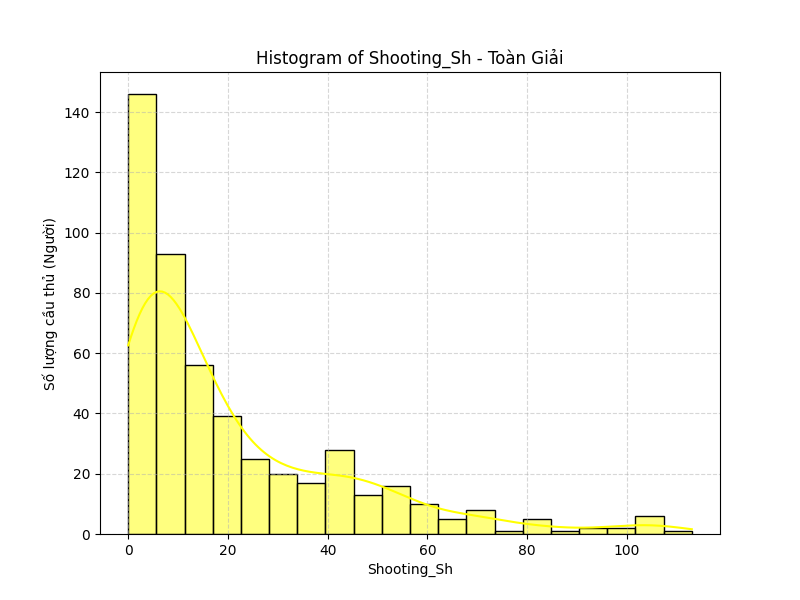 Histogram of Shooting_Sh - Toàn Giải
Số lượng cầu thủ (Người)
140
120
100
80
60
40
20
0
0 20 40 60 80 100
Shooting_Sh